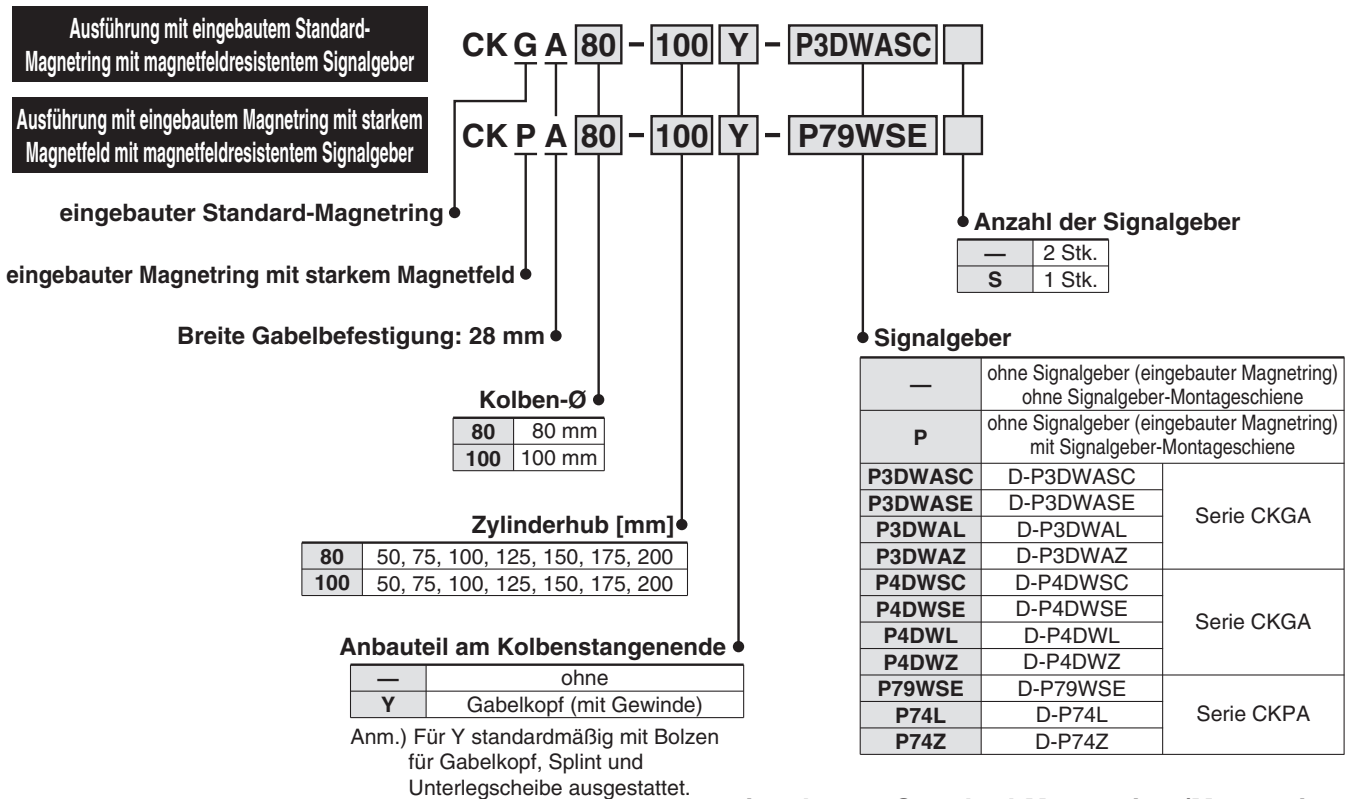 Ausführung mit eingebautem Standard-
Magnetring mit magnetfeldresistentem Signalgeber
CK G A 80 – 100 Y – P3DWASC
Ausführung mit eingebautem Magnetring mit starkem
Magnetfeld mit magnetfeldresistentem Signalgeber
CK P A 80 – 100 Y – P79WSE
eingebauter Standard-Magnetring
eingebauter Magnetring mit starkem Magnetfeld
Breite Gabelbefestigung: 28 mm
Kolben-Ø
80 80 mm
100 100 mm
Zylinderhub [mm]
80 50, 75, 100, 125, 150, 175, 200
100 50, 75, 100, 125, 150, 175, 200
Anbauteil am Kolbenstangenende
— ohne
Y Gabelkopf (mit Gewinde)
Anm.) Für Y standardmäßig mit Bolzen
für Gabelkopf, Splint und
Unterlegscheibe ausgestattet.
Anzahl der Signalgeber
— 2 Stk.
S 1 Stk.
Signalgeber
— ohne Signalgeber (eingebauter Magnetring)
ohne Signalgeber-Montageschiene
P ohne Signalgeber (eingebauter Magnetring)
mit Signalgeber-Montageschiene
P3DWASC D-P3DWASC Serie CKGA
P3DWASE D-P3DWASE
P3DWAL D-P3DWAL
P3DWAZ D-P3DWAZ
P4DWSC D-P4DWSC Serie CKGA
P4DWSE D-P4DWSE
P4DWL D-P4DWL
P4DWZ D-P4DWZ
P79WSE D-P79WSE Serie CKPA
P74L D-P74L
P74Z D-P74Z